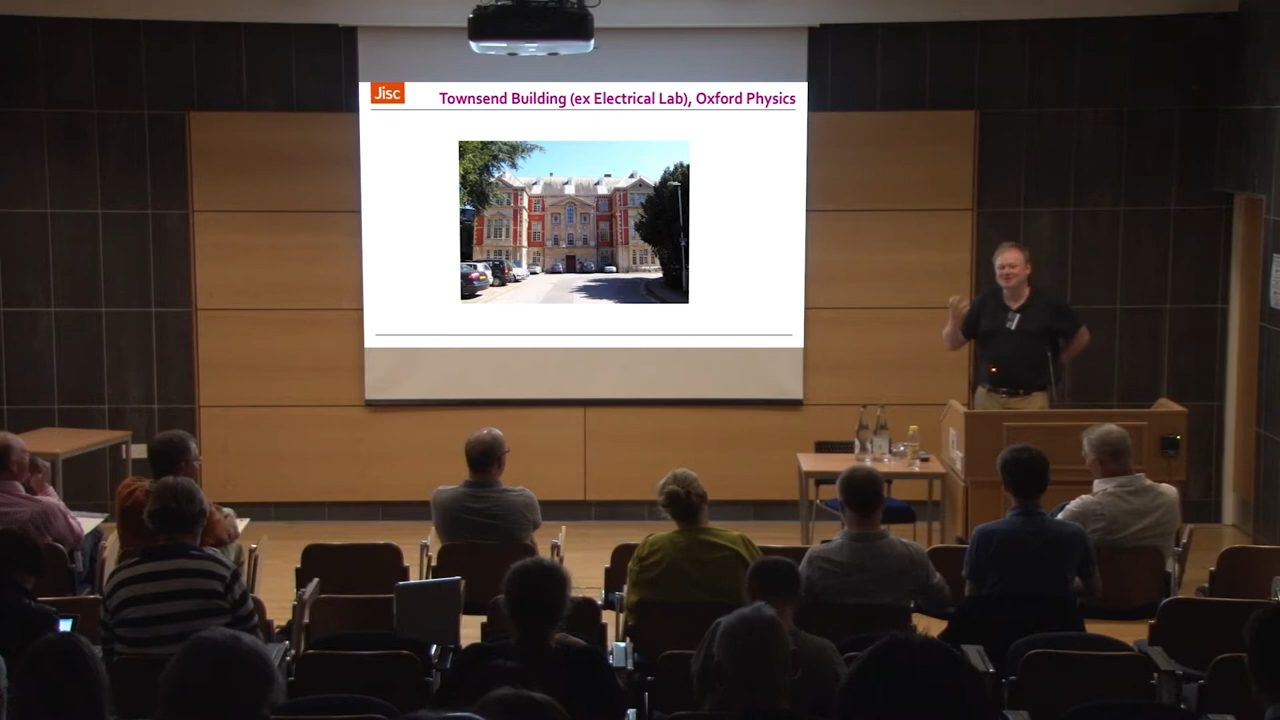 Jisc
Townsend Building (ex Electrical Lab), Oxford Physics